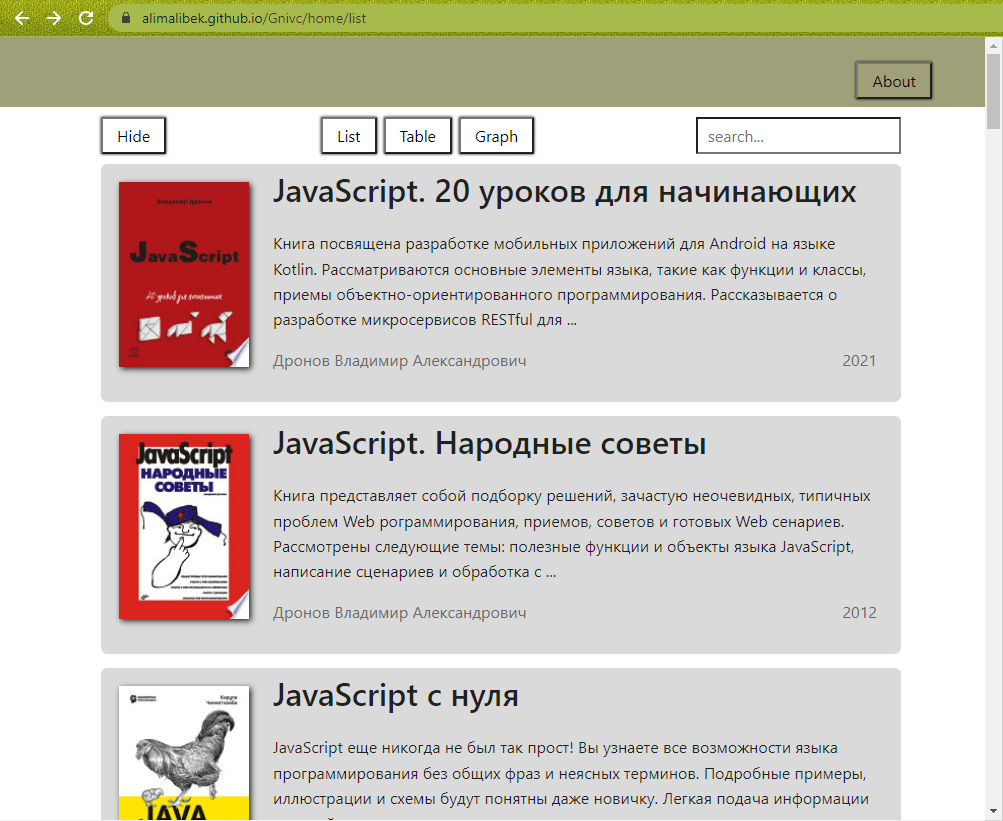 alimalibek.github.io/Gnivc/home/list
About
Hide
List
Table
Graph
search...
Владимир Дронов
JavaScript
20 уроков для начинающих
JavaScript. 20 уроков для начинающих
Книга посвящена разработке мобильных приложений для Android на языке
Kotlin. Рассматриваются основные элементы языка, такие как функции и классы,
приемы объектно-ориентированного программирования. Рассказывается о
разработке микросервисов RESTful для ...
Дронов Владимир Александрович
2021
JavaScript
НАРОДНЫЕ
СОВЕТЫ
JavaScript. Народные советы
Книга представляет собой подборку решений, зачастую неочевидных, типичных
проблем Web рограммирования, приемов, советов и готовых Web сенариев.
Рассмотрены следующие темы: полезные функции и объекты языка JavaScript,
написание сценариев и обработка с ...
Дронов Владимир Александрович
2012
JAVA
JavaScript с нуля
JavaScript еще никогда не был так прост! Вы узнаете все возможности языка
программирования без общих фраз и неясных терминов. Подробные примеры,
иллюстрации и схемы будут понятны даже новичку. Легкая подача информации